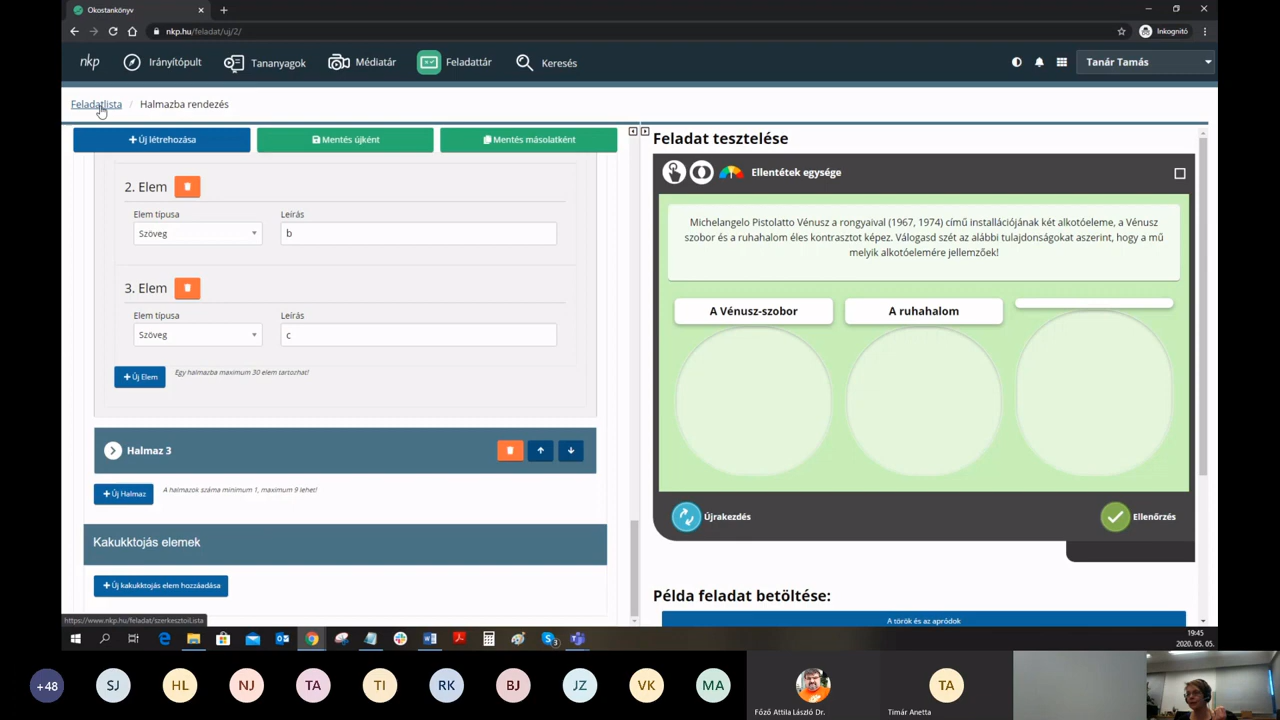 Okostankönyv
nkp.hu/feladat/uj/2/
Inkognitó
nkp
Irányítópult
Tananyagok
Médiatár
Feladattár
Keresés
Tanár Tamás
Feladatlista / Halmazba rendezés
+ Új létrehozása
Mentés újként
Mentés másolatként
2. Elem
Elem típusa
Leírás
Szöveg
b
3. Elem
Elem típusa
Leírás
Szöveg
c
+ Új Elem
Egy halmazba maximum 30 elem tartozhat!
Halmaz 3
+ Új Halmaz
A halmazok száma minimum 1, maximum 9 lehet!
Kakukktojás elemek
+ Új kakukktojás elem hozzáadása
https://www.nkp.hu/feladat/szerkesztoi.lista
Feladat tesztelése
Ellentétek egysége
Michelangelo Pistolatto Vénusz a rongyaival (1967, 1974) című installációjának két alkotóeleme, a Vénusz
szobor és a ruhahalom éles kontrasztot képez. Válogasd szét az alábbi tulajdonságokat aszerint, hogy a mű
melyik alkotóelemére jellemzőek!
A Vénusz-szobor
A ruhahalom
Újrakezdés
Ellenőrzés
Példa feladat betöltése:
A török és az apródok
19:45
2020. 05. 05.
+48
SJ
HL
NJ
TA
TI
RK
BJ
JZ
VK
MA
Főző Attila László Dr.
TA
Timár Anetta